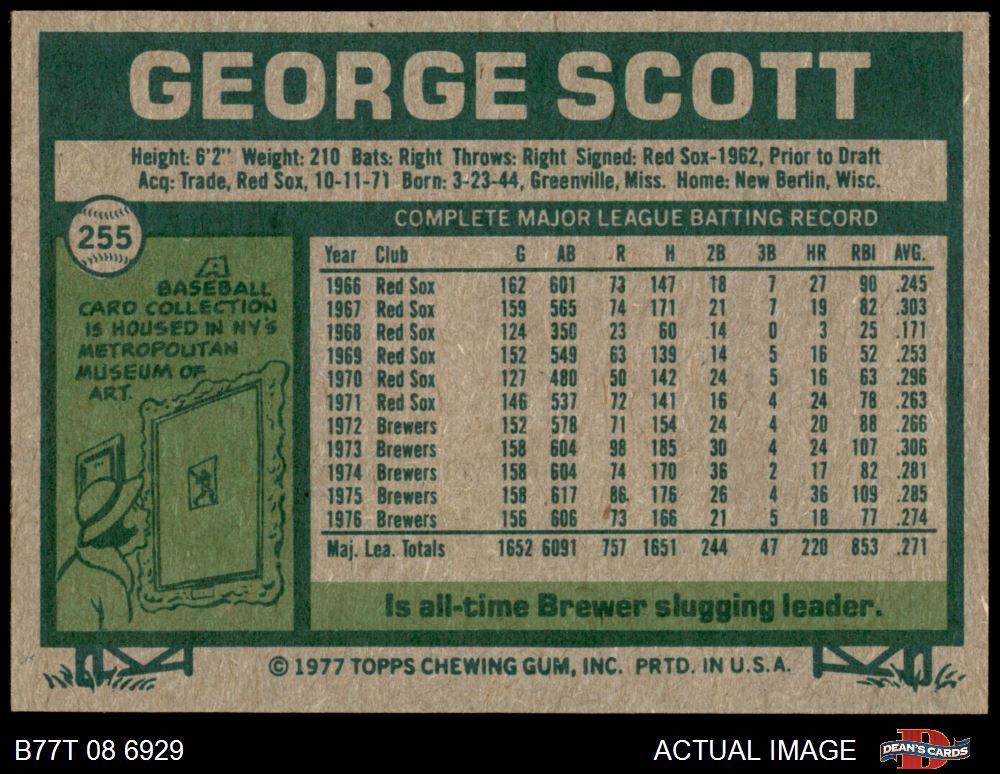 GEORGE SCOTT
Height: 6'2" Weight: 210 Bats: Right Throws: Right Signed: Red Sox-1962, Prior to Draft
Acq: Trade, Red Sox, 10-11-71 Born: 3-23-44, Greenville, Miss. Home: New Berlin, Wisc.
255
A
BASEBALL
CARD COLLECTION
IS HOUSED IN NY'S
METROPOLITAN
MUSEUM OF
ART.
COMPLETE MAJOR LEAGUE BATTING RECORD
Year Club G AB R H 2B 3B HR RBI AVG.
1966 Red Sox 162 601 73 147 18 7 27 90 .245
1967 Red Sox 159 565 74 171 21 7 19 82 .303
1968 Red Sox 124 350 23 60 14 0 3 25 .171
1969 Red Sox 152 549 63 139 14 5 16 52 .253
1970 Red Sox 127 480 50 142 24 5 16 63 .296
1971 Red Sox 146 537 72 141 16 4 24 78 .263
1972 Brewers 152 578 71 154 24 4 20 88 .266
1973 Brewers 158 604 98 185 30 4 24 107 .306
1974 Brewers 158 604 74 170 36 2 17 82 .281
1975 Brewers 158 617 86 176 26 4 36 109 .285
1976 Brewers 156 606 73 166 21 5 18 77 .274
Maj. Lea. Totals 1652 6091 757 1651 244 47 220 853 .271
Is all-time Brewer slugging leader.
© 1977 TOPPS CHEWING GUM, INC. PRTD. IN U.S.A.
B77T 08 6929
ACTUAL IMAGE
B
DEAN'S CARDS